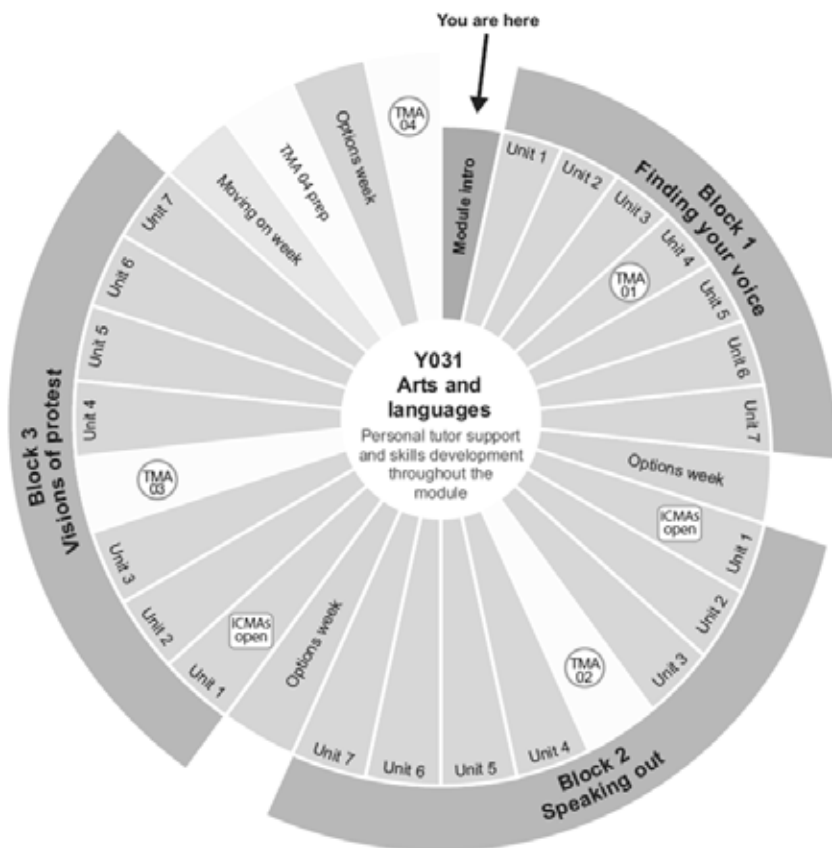 You are here
Module intro
Unit 1
Unit 2
Unit 3
Unit 4
TMA
01
Unit 5
Unit 6
Unit 7
Block 1
Finding your voice
Options week
iCMAs
open
Unit 1
Unit 2
Unit 3
TMA
02
Unit 4
Unit 5
Unit 6
Unit 7
Block 2
Speaking out
Options week
iCMAs
open
Unit 1
Unit 2
Unit 3
TMA
03
Unit 4
Unit 5
Unit 6
Unit 7
Block 3
Visions of protest
Moving on week
TMA 04 prep
Options week
TMA
04
Y031
Arts and
languages
Personal tutor support
and skills development
throughout the
module